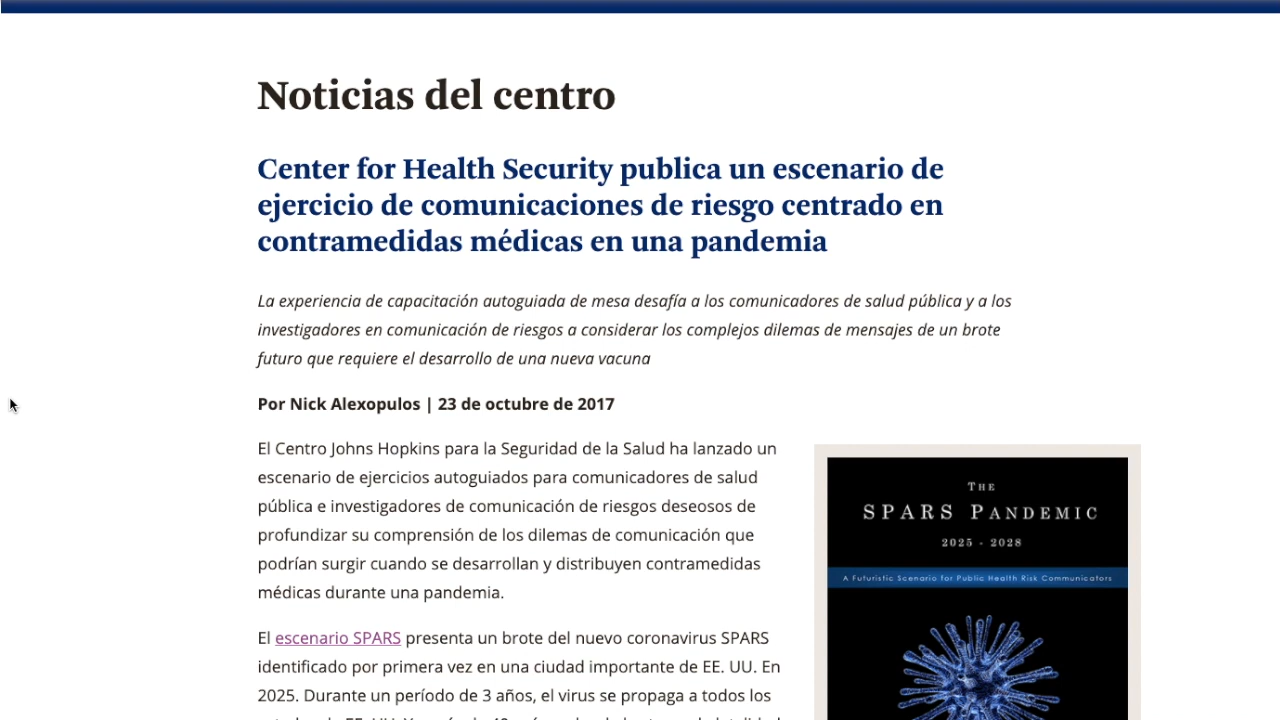 Noticias del centro
Center for Health Security publica un escenario de
ejercicio de comunicaciones de riesgo centrado en
contramedidas médicas en una pandemia
La experiencia de capacitación autoguiada de mesa desafía a los comunicadores de salud pública y a los
investigadores en comunicación de riesgos a considerar los complejos dilemas de mensajes de un brote
futuro que requiere el desarrollo de una nueva vacuna
Por Nick Alexopulos | 23 de octubre de 2017
El Centro Johns Hopkins para la Seguridad de la Salud ha lanzado un
escenario de ejercicios autoguiados para comunicadores de salud
pública e investigadores de comunicación de riesgos deseosos de
profundizar su comprensión de los dilemas de comunicación que
podrían surgir cuando se desarrollan y distribuyen contramedidas
médicas durante una pandemia.
El escenario SPARS presenta un brote del nuevo coronavirus SPARS
identificado por primera vez en una ciudad importante de EE. UU. En
2025. Durante un período de 3 años, el virus se propaga a todos los
THE
SPARS PANDEMIC
2025 - 2028
A Futuristic Scenario for Public Health Risk Communicators